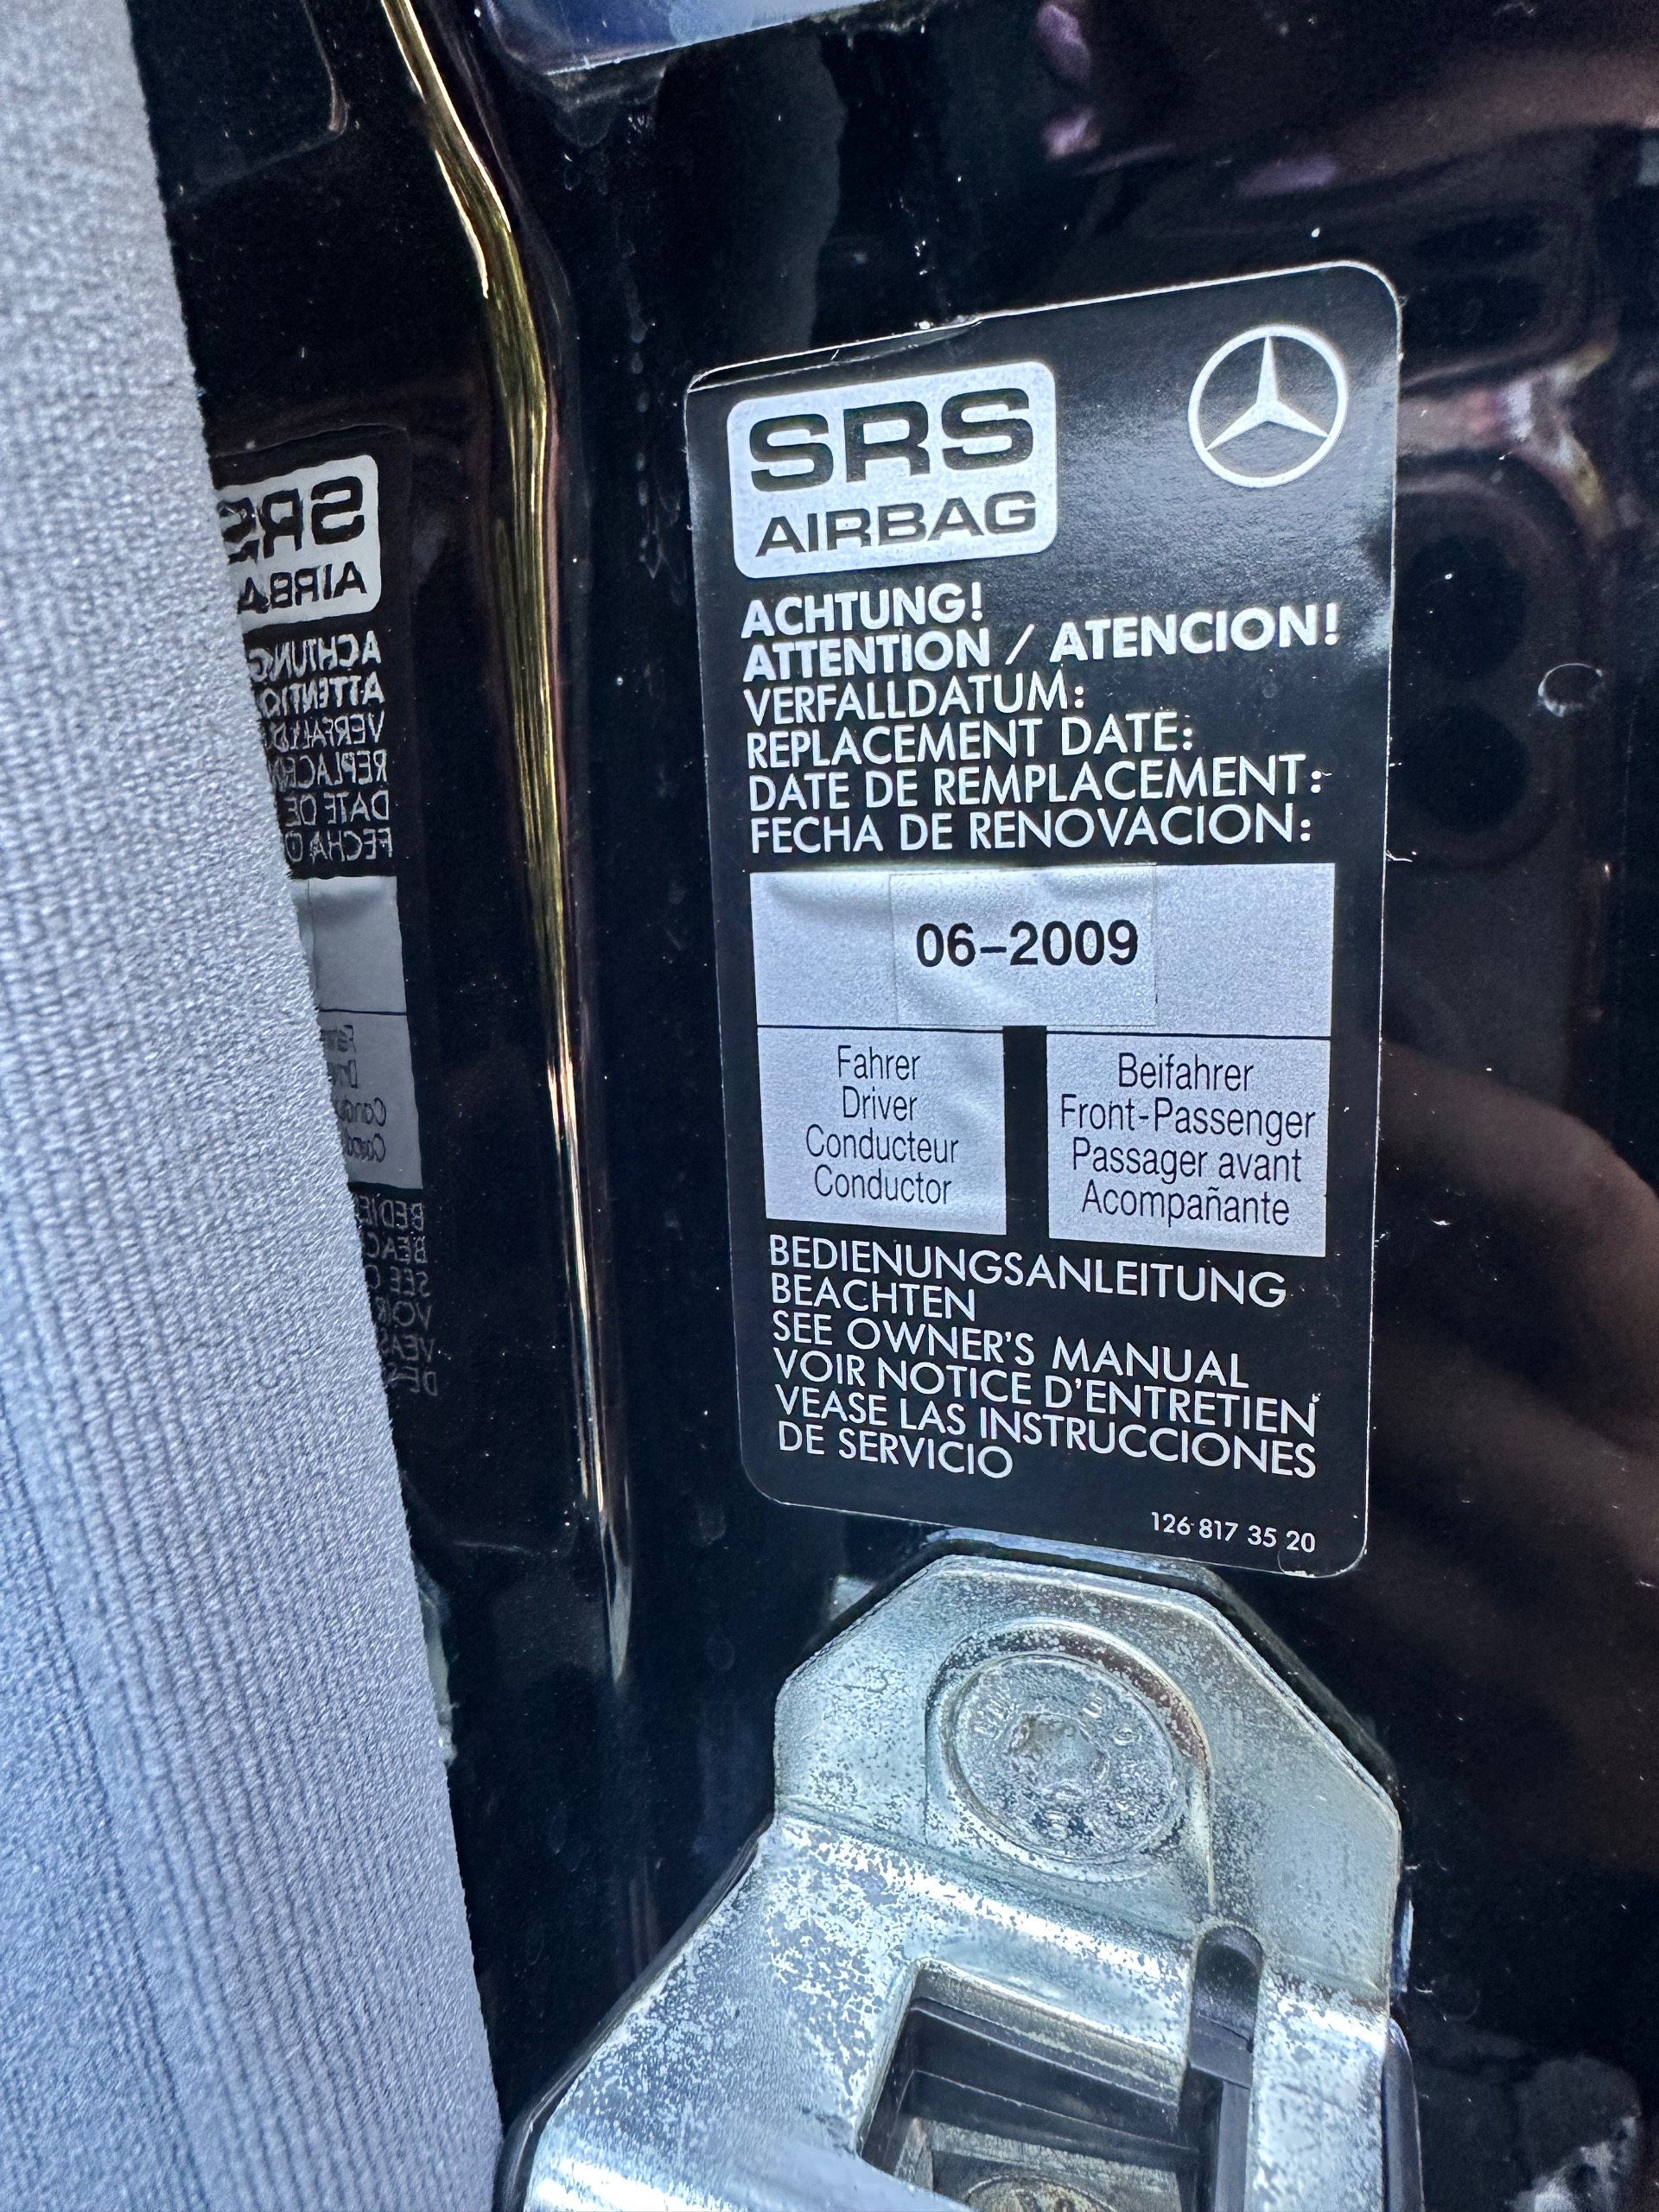 SRS
AIRBAG
ACHTUNG!
ATTENTION / ATENCION!
VERFALLDATUM:
REPLACEMENT DATE:
DATE DE REMPLACEMENT:
FECHA DE RENOVACION:
06-2009
Fahrer
Driver
Conducteur
Conductor
Beifahrer
Front-Passenger
Passager avant
Acompañante
BEDIENUNGSANLEITUNG
BEACHTEN
SEE OWNER'S MANUAL
VOIR NOTICE D'ENTRETIEN
VEASE LAS INSTRUCCIONES
DE SERVICIO
126 817 35 20